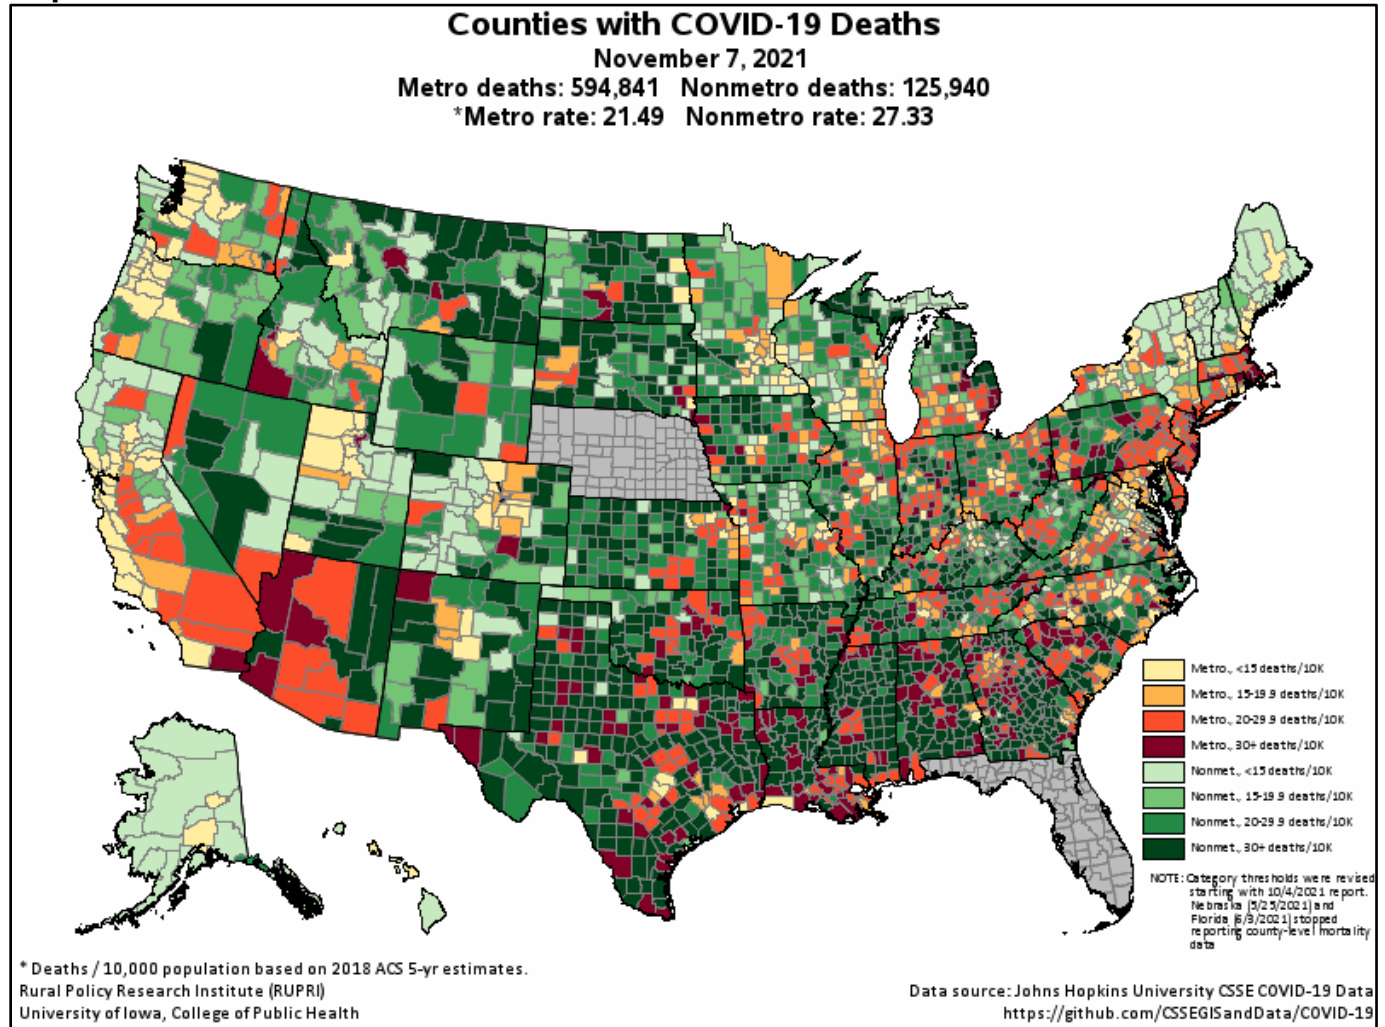 Counties with COVID-19 Deaths
November 7, 2021
Metro deaths: 594,841   Nonmetro deaths: 125,940
*Metro rate: 21.49   Nonmetro rate: 27.33
Metro., <15 deaths/10K
Metro., 15-19.9 deaths/10K
Metro., 20-29.9 deaths/10K
Metro., 30+ deaths/10K
Nonmet., <15 deaths/10K
Nonmet., 15-19.9 deaths/10K
Nonmet., 20-29.9 deaths/10K
Nonmet., 30+ deaths/10K
NOTE: Category thresholds were revised
starting with 10/4/2021 report.
Nebraska (5/25/2021) and
Florida (6/3/2021) stopped
reporting county-level mortality
data
* Deaths / 10,000 population based on 2018 ACS 5-yr estimates.
Rural Policy Research Institute (RUPRI)
University of Iowa, College of Public Health
Data source: Johns Hopkins University CSSE COVID-19 Data
https://github.com/CSSEGISandData/COVID-19